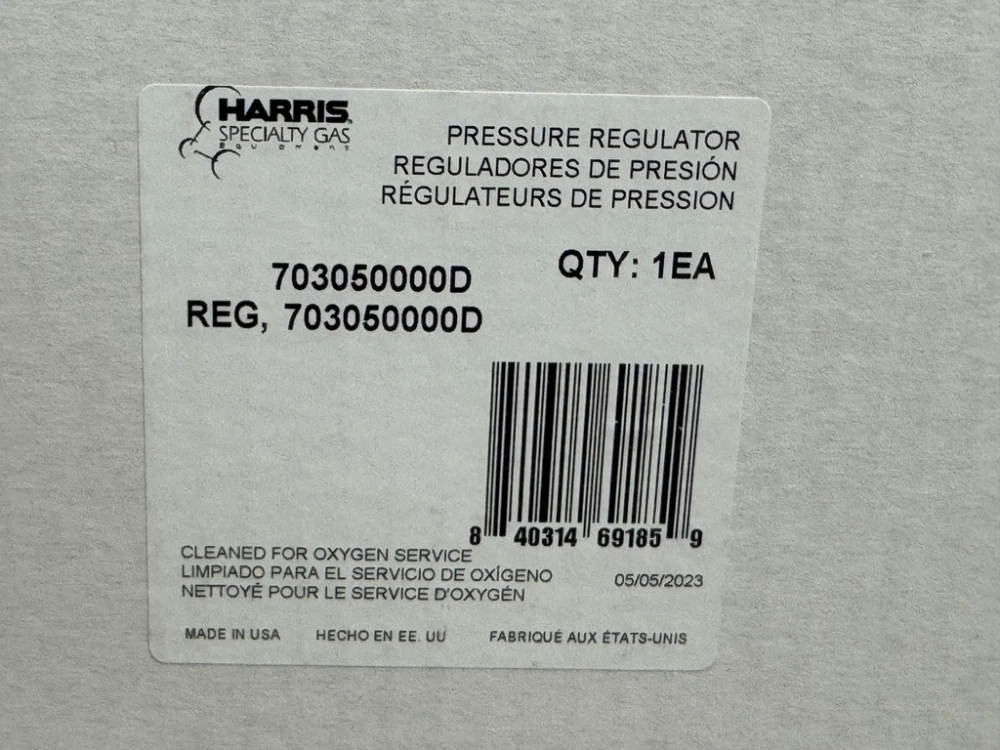 HARRIS
SPECIALTY GAS
Equipment
PRESSURE REGULATOR
REGULADORES DE PRESIÓN
RÉGULATEURS DE PRESSION
703050000D
QTY: 1EA
REG, 703050000D
8 40314 69185 9
CLEANED FOR OXYGEN SERVICE
LIMPIADO PARA EL SERVICIO DE OXÍGENO
NETTOYÉ POUR LE SERVICE D'OXYGÉN
05/05/2023
MADE IN USA HECHO EN EE. UU FABRIQUÉ AUX ÉTATS-UNIS